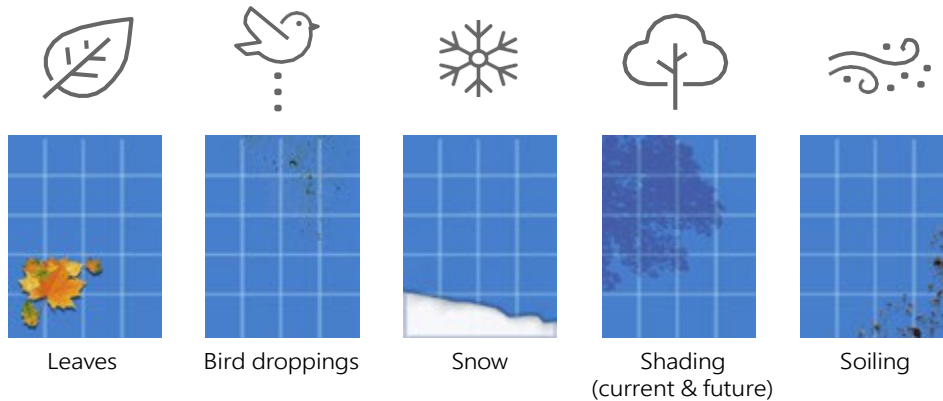 Leaves
Bird droppings
Snow
Shading
(current & future)
Soiling